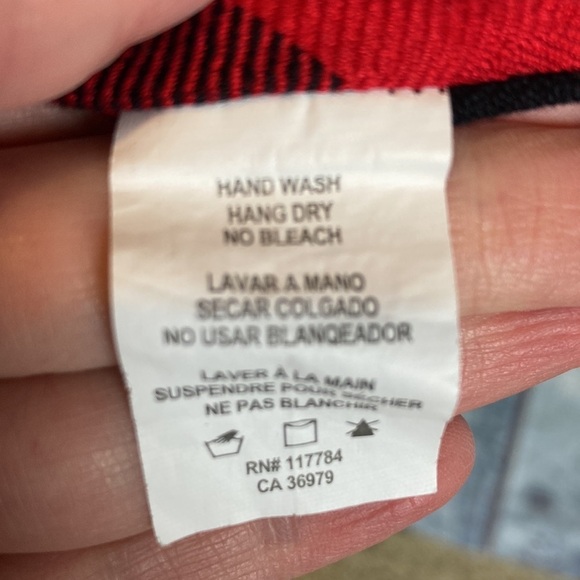 HAND WASH
HANG DRY
NO BLEACH
LAVAR A MANO
SECAR COLGADO
NO USAR BLANQEADOR
LAVER À LA MAIN
SUSPENDRE POUR SÉCHER
NE PAS BLANCHIR
RN# 117784
CA 36979